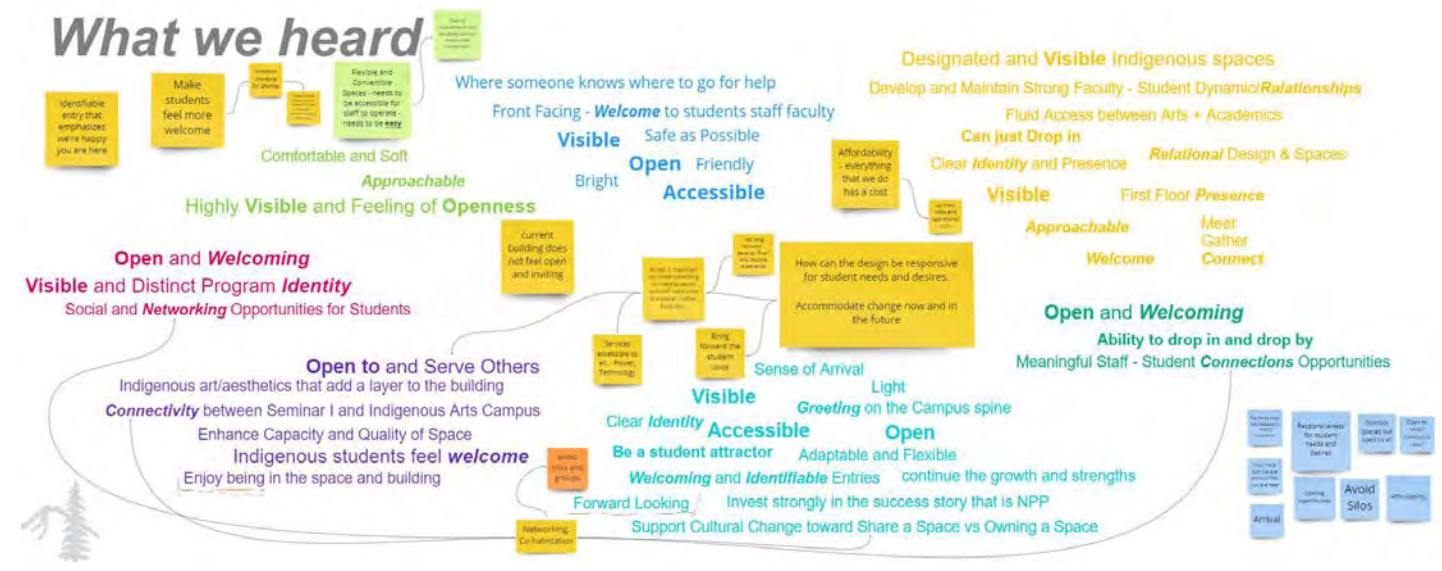 What we heard
Identifiable
entry that
emphasizes
we're happy
you are here
Make
students
feel more
welcome
Flexible and
Convertible
Spaces - needs to
be accessible for
staff to operate -
needs to be easy
Comfortable and Soft
Approachable
Highly Visible and Feeling of Openness
Where someone knows where to go for help
Front Facing - Welcome to students staff faculty
Visible Safe as Possible
Open Friendly
Bright
Accessible
Designated and Visible Indigenous spaces
Develop and Maintain Strong Faculty - Student Dynamic/Relationships
Fluid Access between Arts + Academics
Can just Drop in
Clear Identity and Presence
Relational Design & Spaces
Visible
First Floor Presence
Approachable
Meet
Gather
Welcome
Connect
Affordability
- everything
that we do
has a cost
current
building does
not feel open
and inviting
How can the design be responsive
for student needs and desires.
Accommodate change now and in
the future
Services
accessible to
all - Power,
Technology
Bring
forward the
student
voice
Open and Welcoming
Visible and Distinct Program Identity
Social and Networking Opportunities for Students
Open to and Serve Others
Indigenous art/aesthetics that add a layer to the building
Connectivity between Seminar I and Indigenous Arts Campus
Enhance Capacity and Quality of Space
Indigenous students feel welcome
Enjoy being in the space and building
Sense of Arrival
Light
Visible
Greeting on the Campus spine
Clear Identity
Accessible
Open
Be a student attractor
Adaptable and Flexible
Welcoming and Identifiable Entries
continue the growth and strengths
Forward Looking
Invest strongly in the success story that is NPP
Support Cultural Change toward Share a Space vs Owning a Space
Networking,
Co-habitation
Open and Welcoming
Ability to drop in and drop by
Meaningful Staff - Student Connections Opportunities
Responsiveness
for student
needs and
desires
Avoid
Silos
Affordability
Arrival